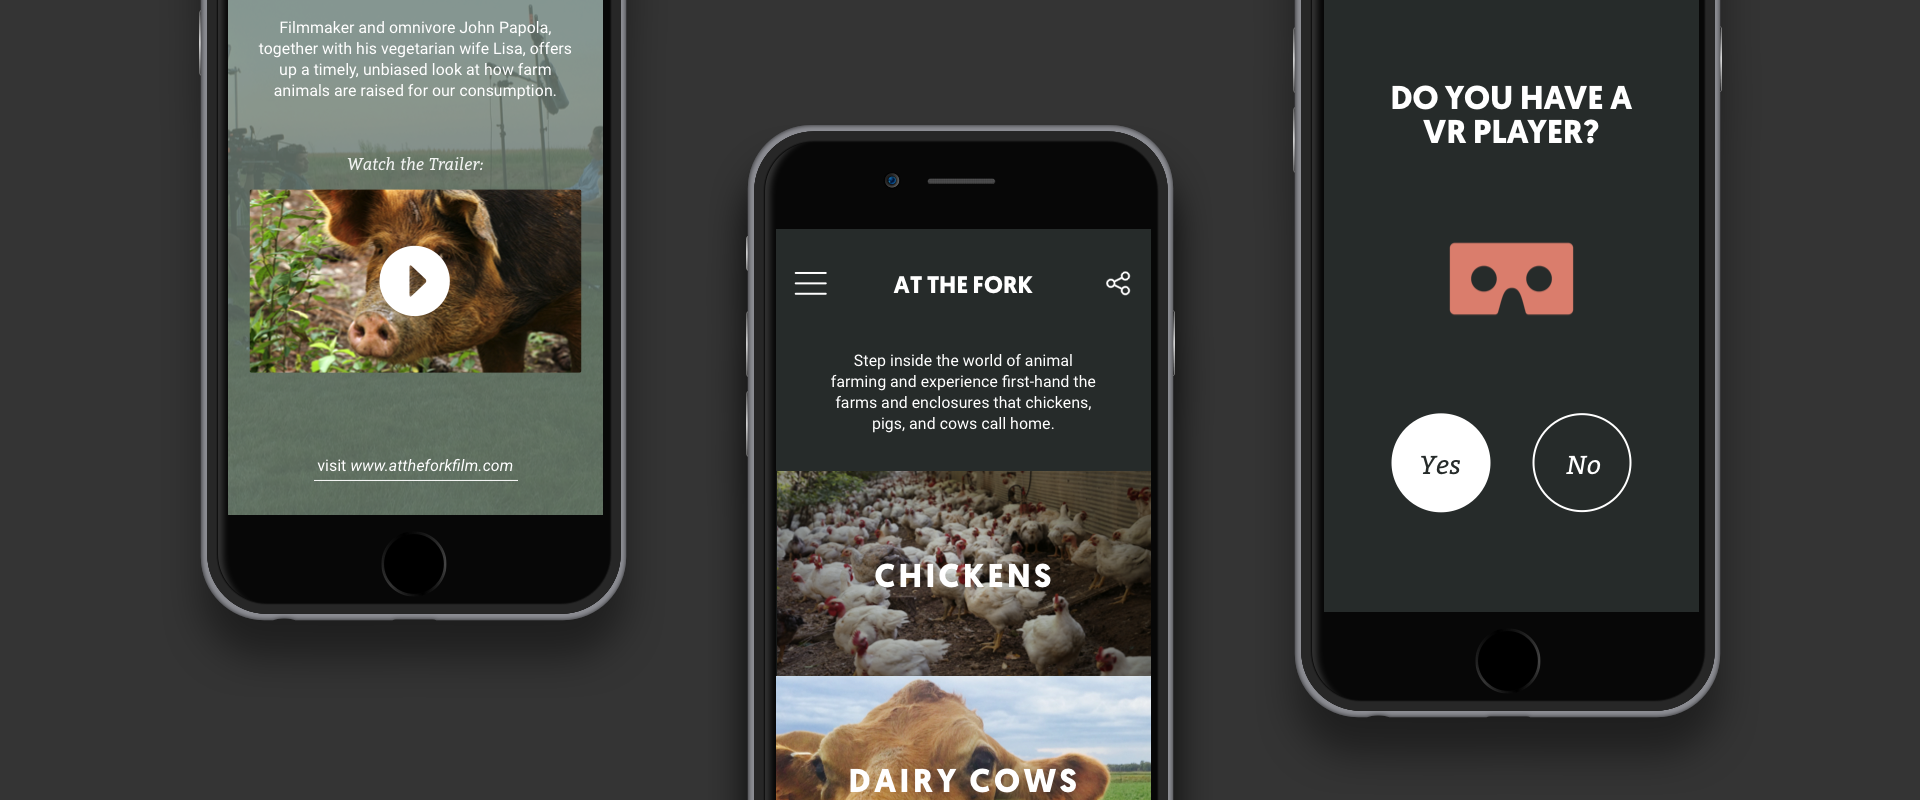 Filmmaker and omnivore John Papola,
together with his vegetarian wife Lisa, offers
up a timely, unbiased look at how farm
animals are raised for our consumption.
Watch the Trailer:
visit www.attheforkfilm.com
AT THE FORK
Step inside the world of animal
farming and experience first-hand the
farms and enclosures that chickens,
pigs, and cows call home.
CHICKENS
DAIRY COWS
DO YOU HAVE A
VR PLAYER?
Yes
No